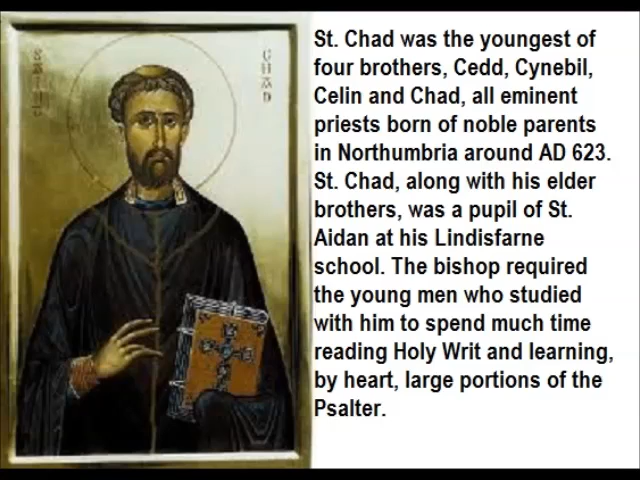 SAINT
CHAD
St. Chad was the youngest of
four brothers, Cedd, Cynebil,
Celin and Chad, all eminent
priests born of noble parents
in Northumbria around AD 623.
St. Chad, along with his elder
brothers, was a pupil of St.
Aidan at his Lindisfarne
school. The bishop required
the young men who studied
with him to spend much time
reading Holy Writ and learning,
by heart, large portions of the
Psalter.